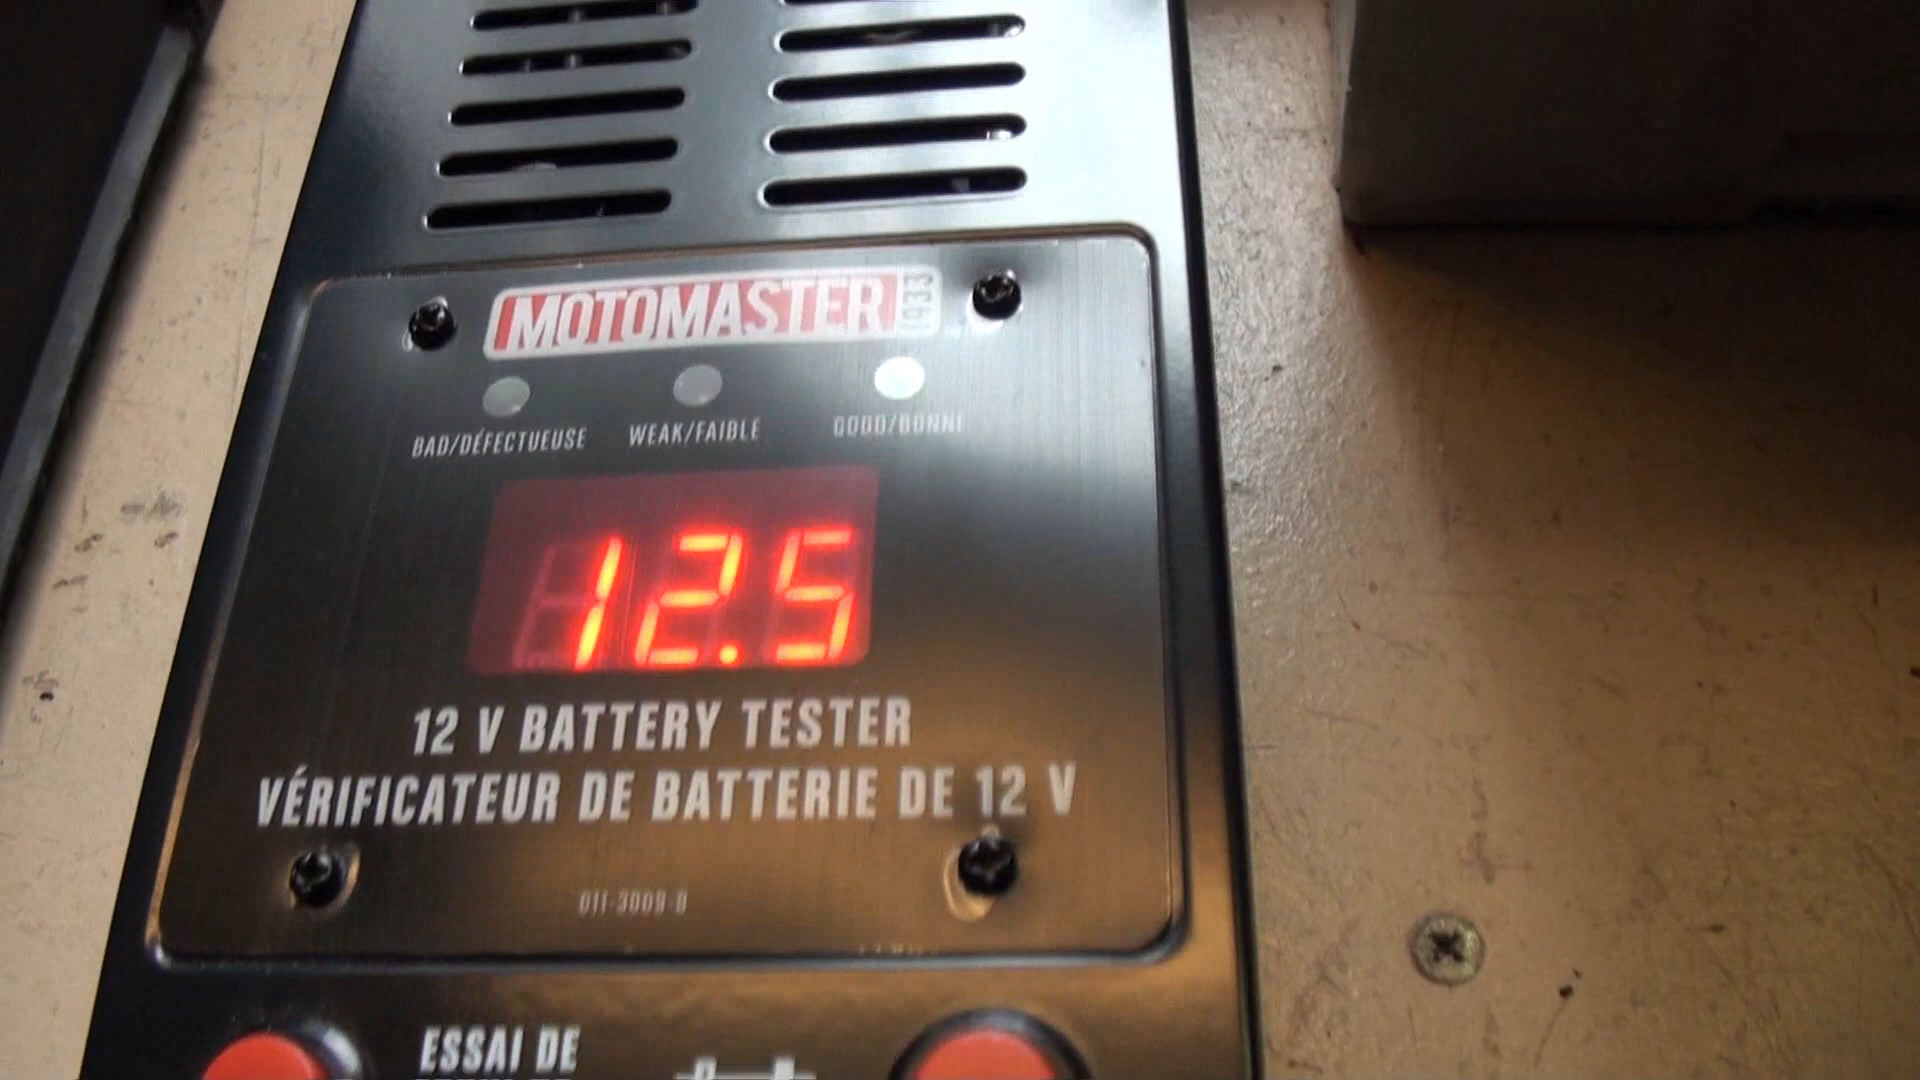 MOTOMASTER 1933
BAD/DÉFECTUEUSE WEAK/FAIBLE GOOD/BONNE
12.5
12 V BATTERY TESTER
VÉRIFICATEUR DE BATTERIE DE 12 V
011-3009-8
ESSAI DE